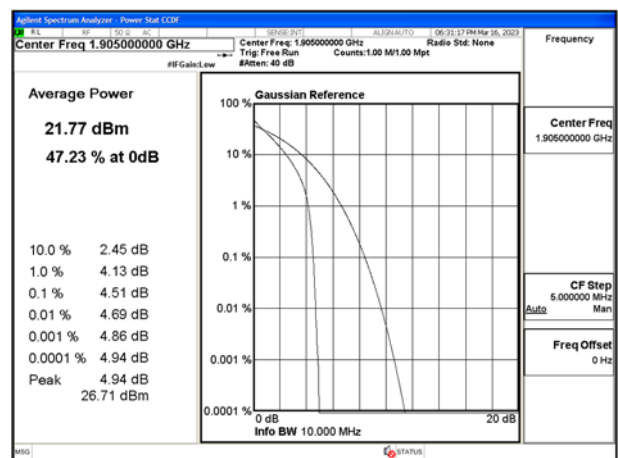 Agilent Spectrum Analyzer - Power Stat CCDF
RL RF 50 Ω AC SENSE:INT ALIGN AUTO 06:31:17 PM Mar 16, 2023
Center Freq 1.905000000 GHz
Center Freq: 1.905000000 GHz Radio Std: None
Trig: Free Run Counts:1.00 M/1.00 Mpt
#IFGain:Low #Atten: 40 dB
Frequency
Average Power
21.77 dBm
47.23 % at 0dB
10.0 % 2.45 dB
1.0 % 4.13 dB
0.1 % 4.51 dB
0.01 % 4.69 dB
0.001 % 4.86 dB
0.0001 % 4.94 dB
Peak 4.94 dB
26.71 dBm
Gaussian Reference
100 %
10 %
1 %
0.1 %
0.01 %
0.001 %
0.0001 %
0 dB 20 dB
Info BW 10.000 MHz
Center Freq
1.905000000 GHz
CF Step
5.000000 MHz
Auto Man
Freq Offset
0 Hz
MSG STATUS